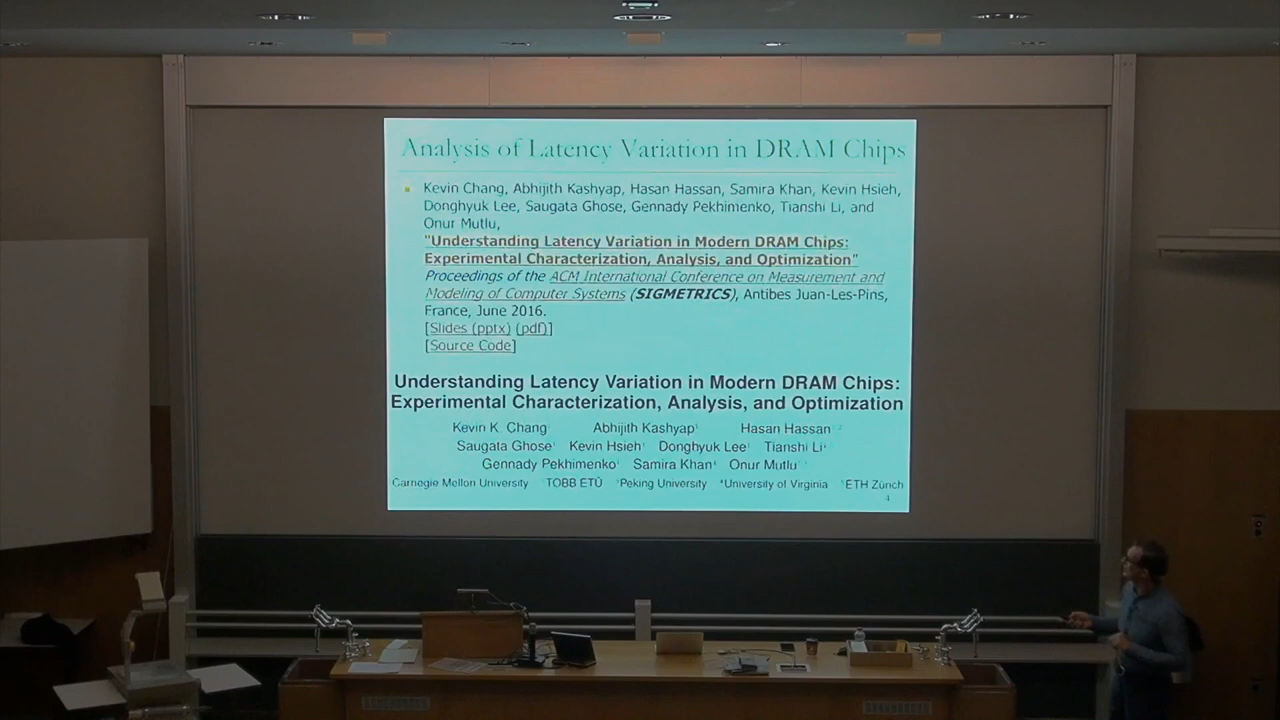 Analysis of Latency Variation in DRAM Chips
Kevin Chang, Abhijith Kashyap, Hasan Hassan, Samira Khan, Kevin Hsieh,
Donghyuk Lee, Saugata Ghose, Gennady Pekhimenko, Tianshi Li, and
Onur Mutlu,
"Understanding Latency Variation in Modern DRAM Chips:
Experimental Characterization, Analysis, and Optimization"
Proceedings of the ACM International Conference on Measurement and
Modeling of Computer Systems (SIGMETRICS), Antibes Juan-Les-Pins,
France, June 2016.
[Slides (pptx) (pdf)]
[Source Code]
Understanding Latency Variation in Modern DRAM Chips:
Experimental Characterization, Analysis, and Optimization
Kevin K. Chang Abhijith Kashyap Hasan Hassan
Saugata Ghose Kevin Hsieh Donghyuk Lee Tianshi Li
Gennady Pekhimenko Samira Khan Onur Mutlu
Carnegie Mellon University TOBB ETÜ Peking University University of Virginia ETH Zürich
4